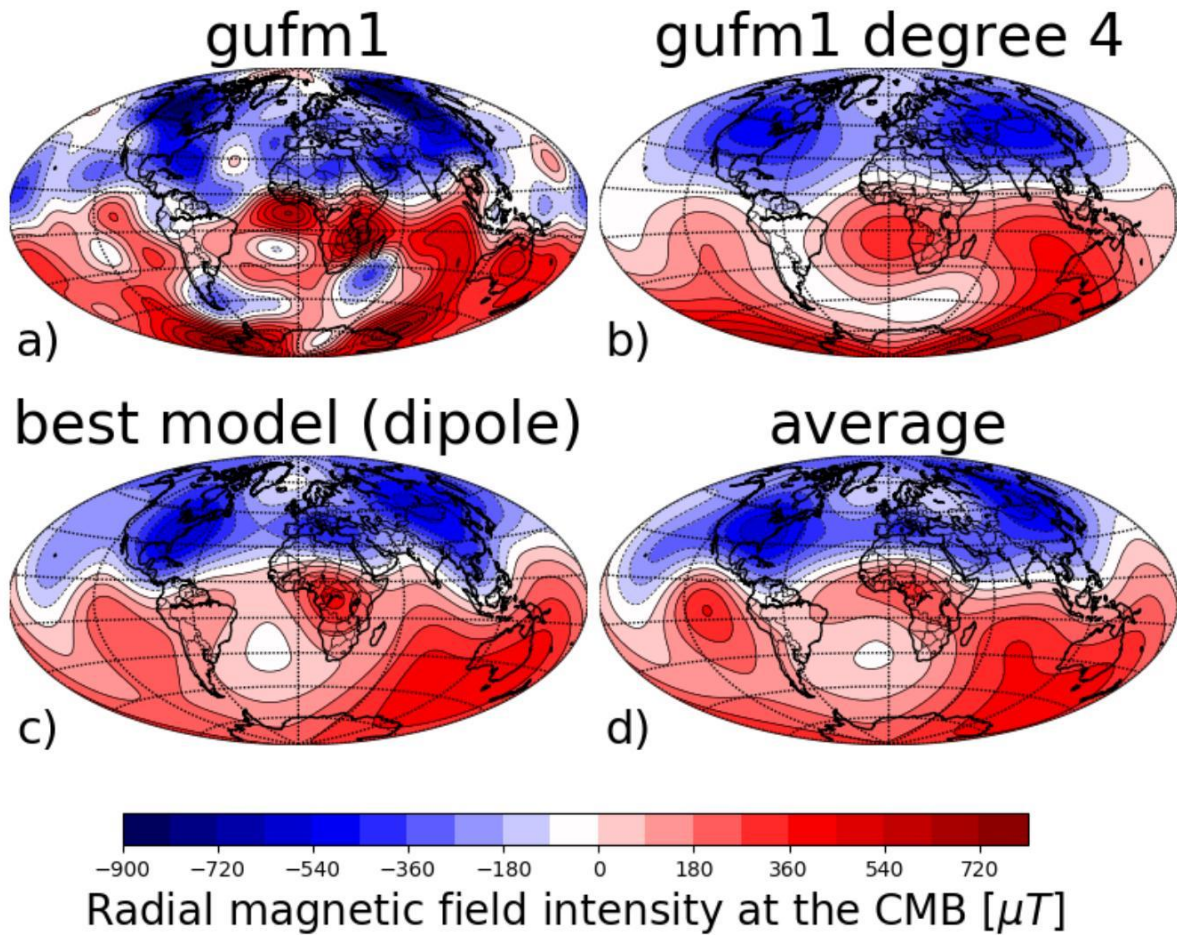 gufm1
gufm1 degree 4
a)
b)
best model (dipole)
average
c)
d)
−900 −720 −540 −360 −180 0 180 360 540 720
Radial magnetic field intensity at the CMB [μT]